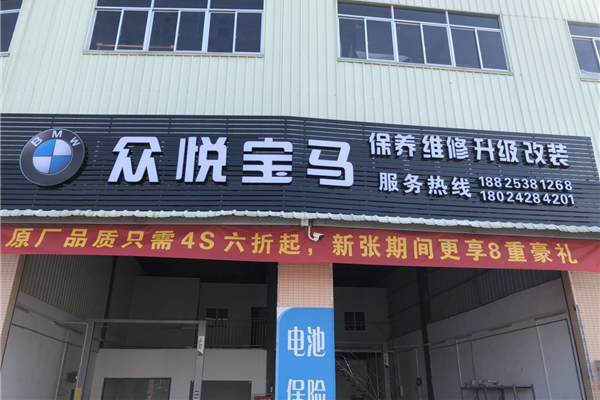 BMW
众悦宝马
保养维修升级改装
服务热线 18825381268
18024284201
原厂品质只需4S六折起，新张期间更享8重豪礼
电池
保险